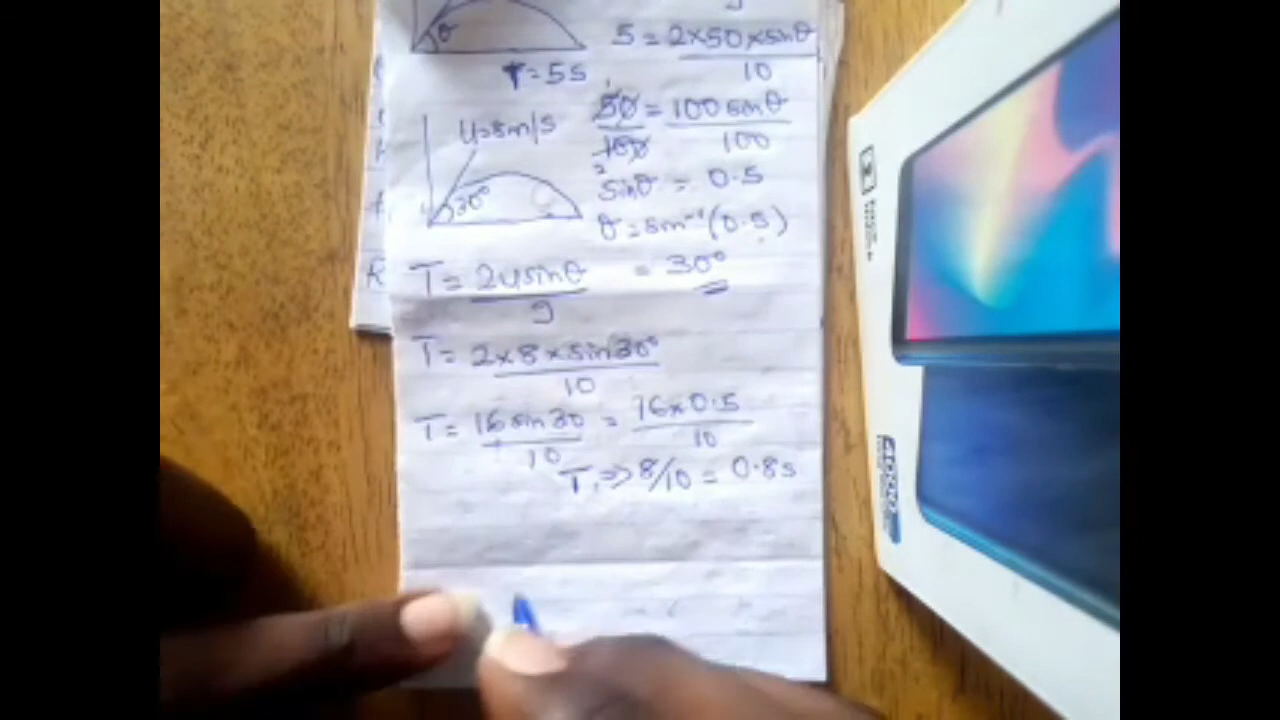 θ
5 = 2×50×sinθ
10
T = 5s
50 = 100 sinθ
100 100
1
2
U=8m/s
30°
sinθ = 0.5
θ = sin⁻¹(0.5)
= 30°
T = 2usinθ
g
T = 2×8×sin30°
10
T = 16 sin 30 = 16×0.5
10 10
T ⇒ 8/10 = 0.8s